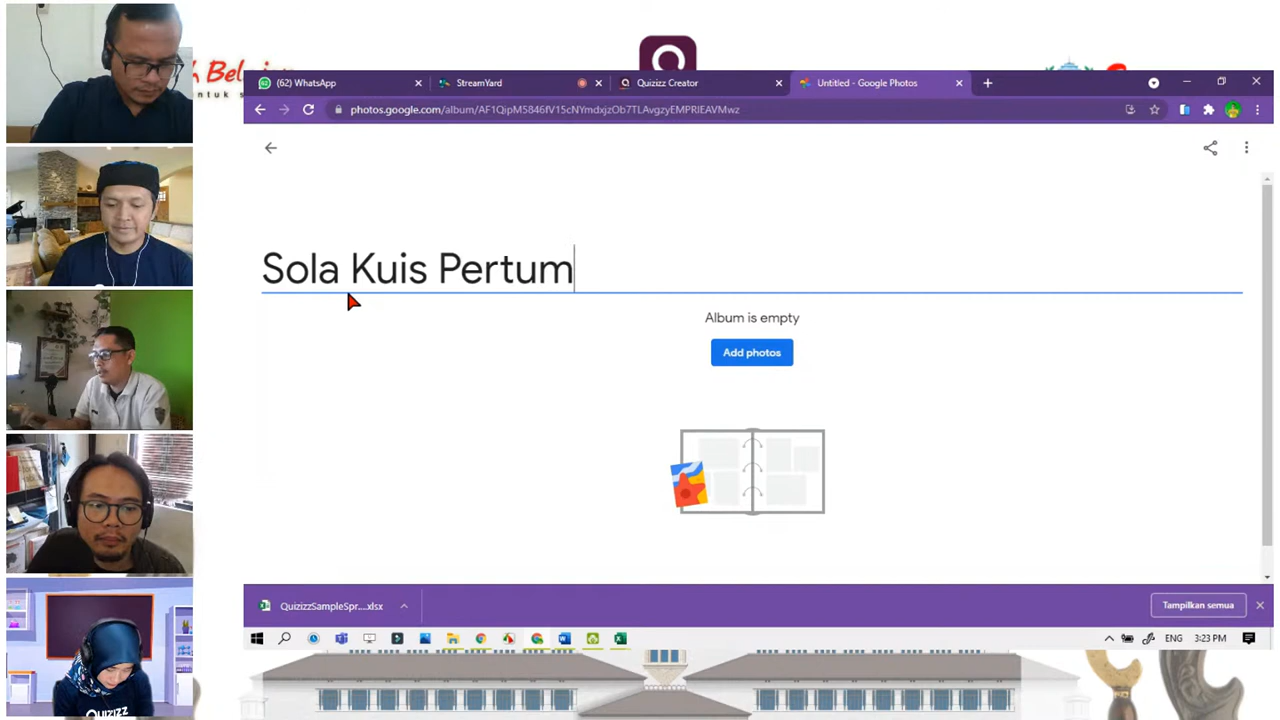 (62) WhatsApp
StreamYard
Quizizz Creator
Untitled - Google Photos
photos.google.com/album/AF1QipM5846fV15cNYmdxjzOb7TLAvgzyEMPRIEAVMwz
Sola Kuis Pertum
Album is empty
Add photos
QuizizzSampleSpr....xlsx
Tampilkan semua
ENG
3:23 PM
Quizizz